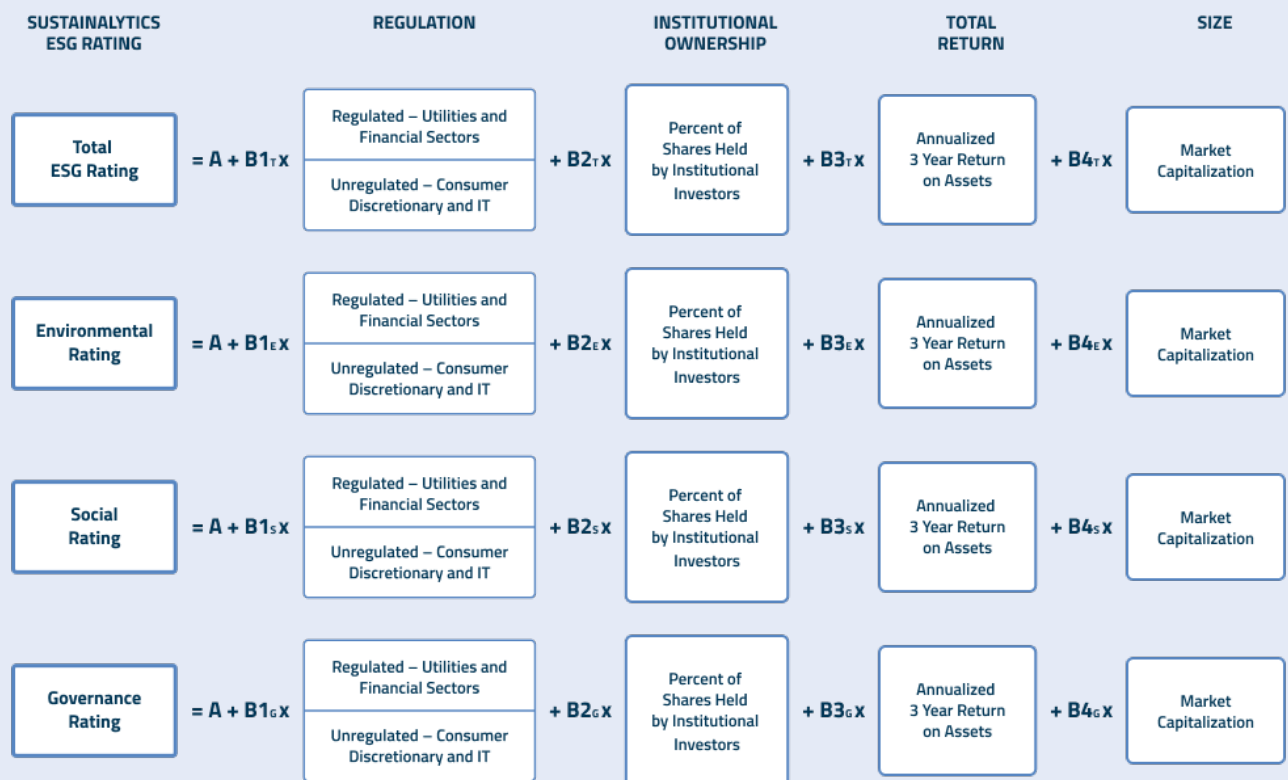 SUSTAINALYTICS
ESG RATING
REGULATION
INSTITUTIONAL
OWNERSHIP
TOTAL
RETURN
SIZE
Total
ESG Rating
= A + B1T x
Regulated – Utilities and
Financial Sectors
Unregulated – Consumer
Discretionary and IT
+ B2T x
Percent of
Shares Held
by Institutional
Investors
+ B3T x
Annualized
3 Year Return
on Assets
+ B4T x
Market
Capitalization
Environmental
Rating
= A + B1E x
Regulated – Utilities and
Financial Sectors
Unregulated – Consumer
Discretionary and IT
+ B2E x
Percent of
Shares Held
by Institutional
Investors
+ B3E x
Annualized
3 Year Return
on Assets
+ B4E x
Market
Capitalization
Social
Rating
= A + B1S x
Regulated – Utilities and
Financial Sectors
Unregulated – Consumer
Discretionary and IT
+ B2S x
Percent of
Shares Held
by Institutional
Investors
+ B3S x
Annualized
3 Year Return
on Assets
+ B4S x
Market
Capitalization
Governance
Rating
= A + B1G x
Regulated – Utilities and
Financial Sectors
Unregulated – Consumer
Discretionary and IT
+ B2G x
Percent of
Shares Held
by Institutional
Investors
+ B3G x
Annualized
3 Year Return
on Assets
+ B4G x
Market
Capitalization